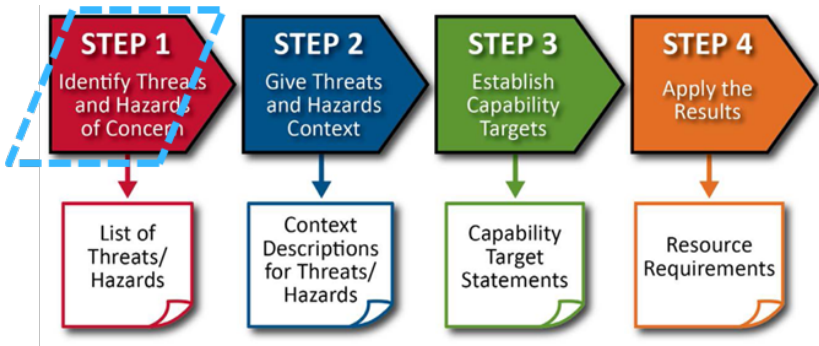 STEP 1
Identify Threats
and Hazards
of Concern
STEP 2
Give Threats
and Hazards
Context
STEP 3
Establish
Capability
Targets
STEP 4
Apply the
Results
List of
Threats/
Hazards
Context
Descriptions
for Threats/
Hazards
Capability
Target
Statements
Resource
Requirements